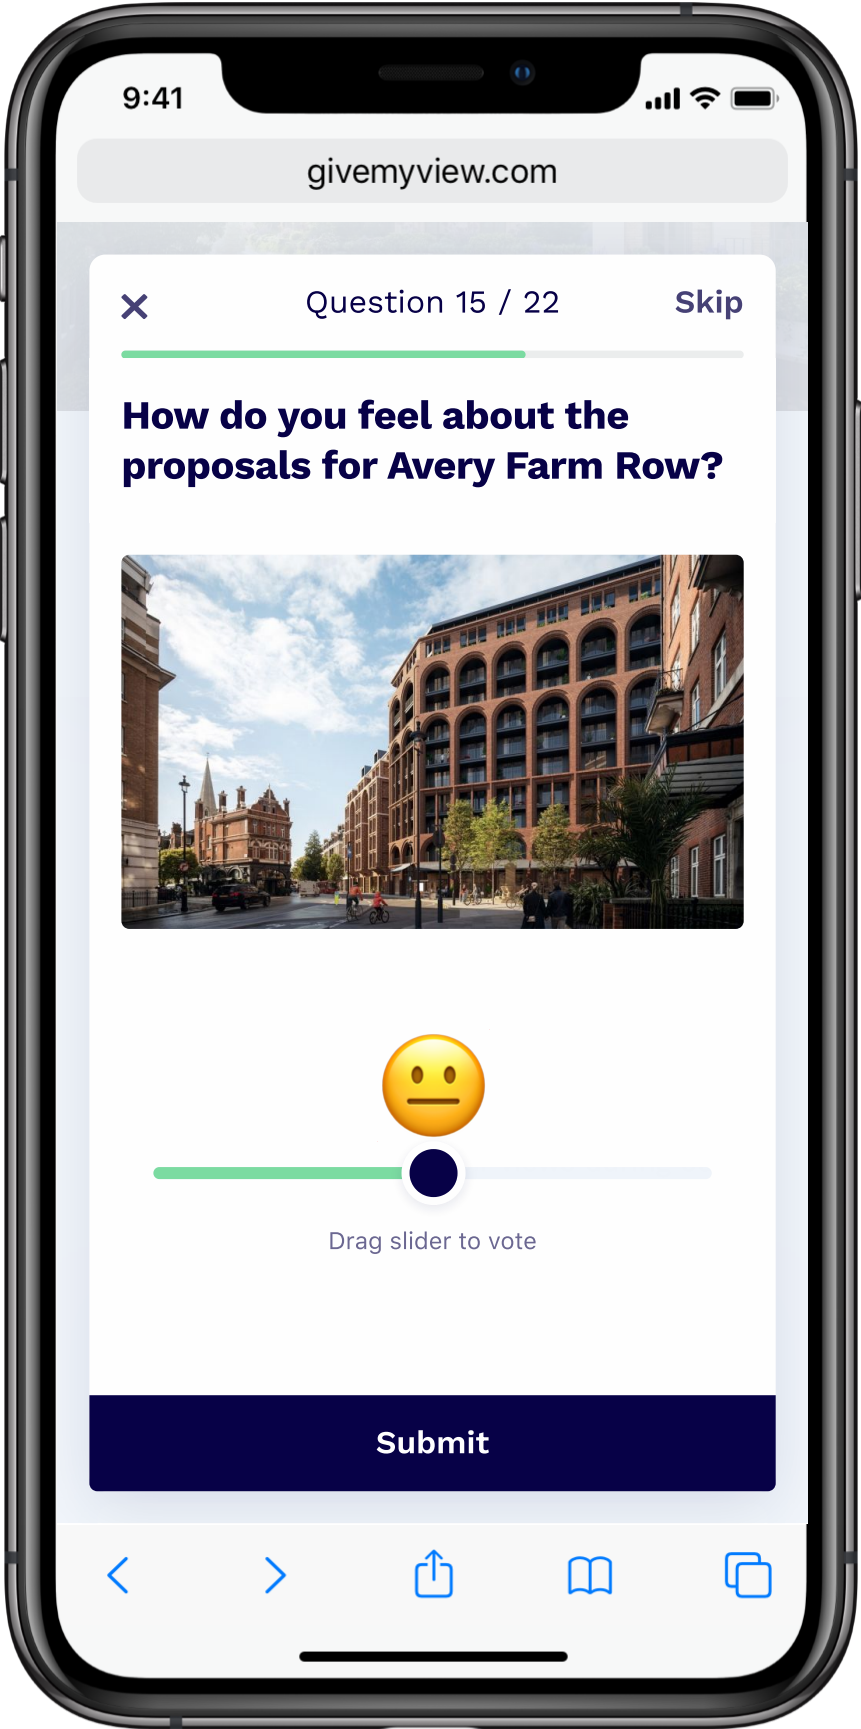 9:41
givemyview.com
Question 15 / 22
Skip
How do you feel about the
proposals for Avery Farm Row?
Drag slider to vote
Submit